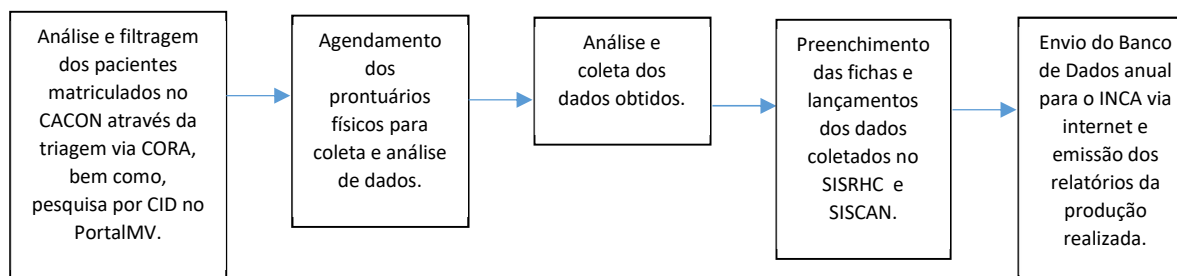 Análise e filtragem
dos pacientes
matriculados no
CACON através da
triagem via CORA,
bem como,
pesquisa por CID no
PortalMV.
Agendamento
dos
prontuários
físicos para
coleta e análise
de dados.
Análise e
coleta dos
dados obtidos.
Preenchimento
das fichas e
lançamentos
dos dados
coletados no
SISRHC e
SISCAN.
Envio do Banco
de Dados anual
para o INCA via
internet e
emissão dos
relatórios da
produção
realizada.